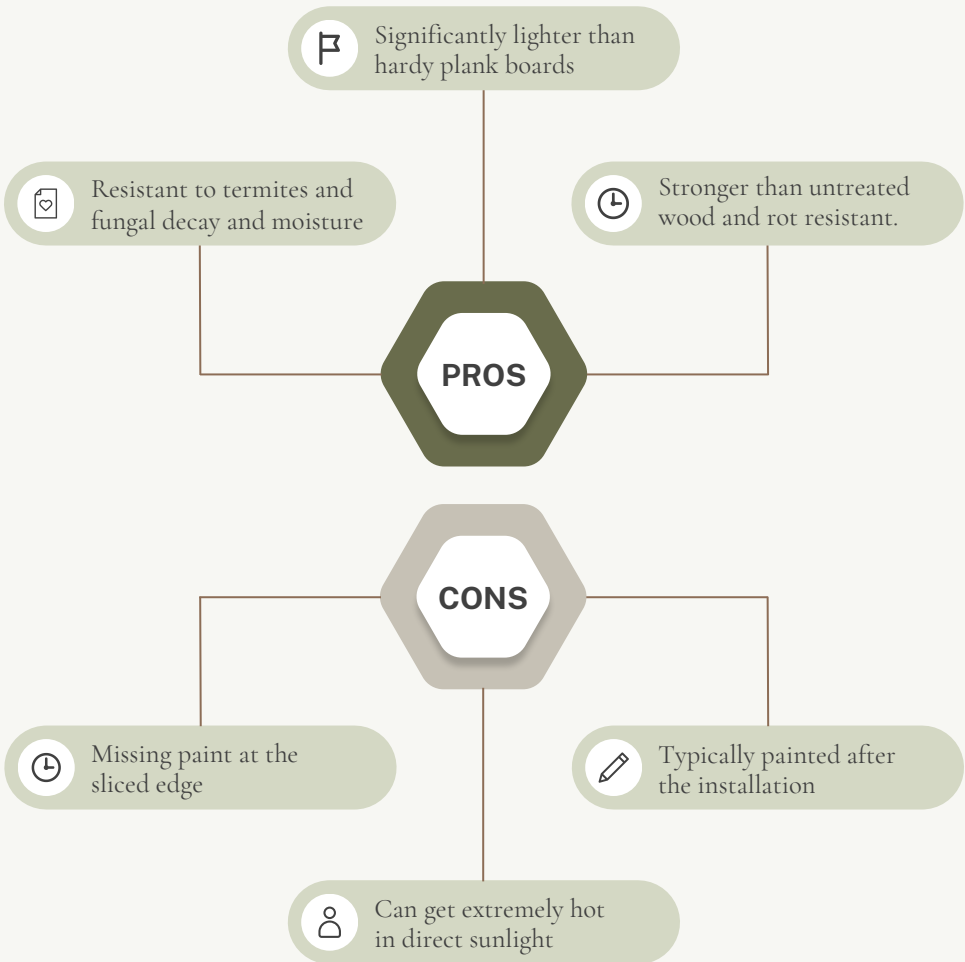 Significantly lighter than
hardy plank boards
Resistant to termites and
fungal decay and moisture
Stronger than untreated
wood and rot resistant.
PROS
CONS
Missing paint at the
sliced edge
Typically painted after
the installation
Can get extremely hot
in direct sunlight